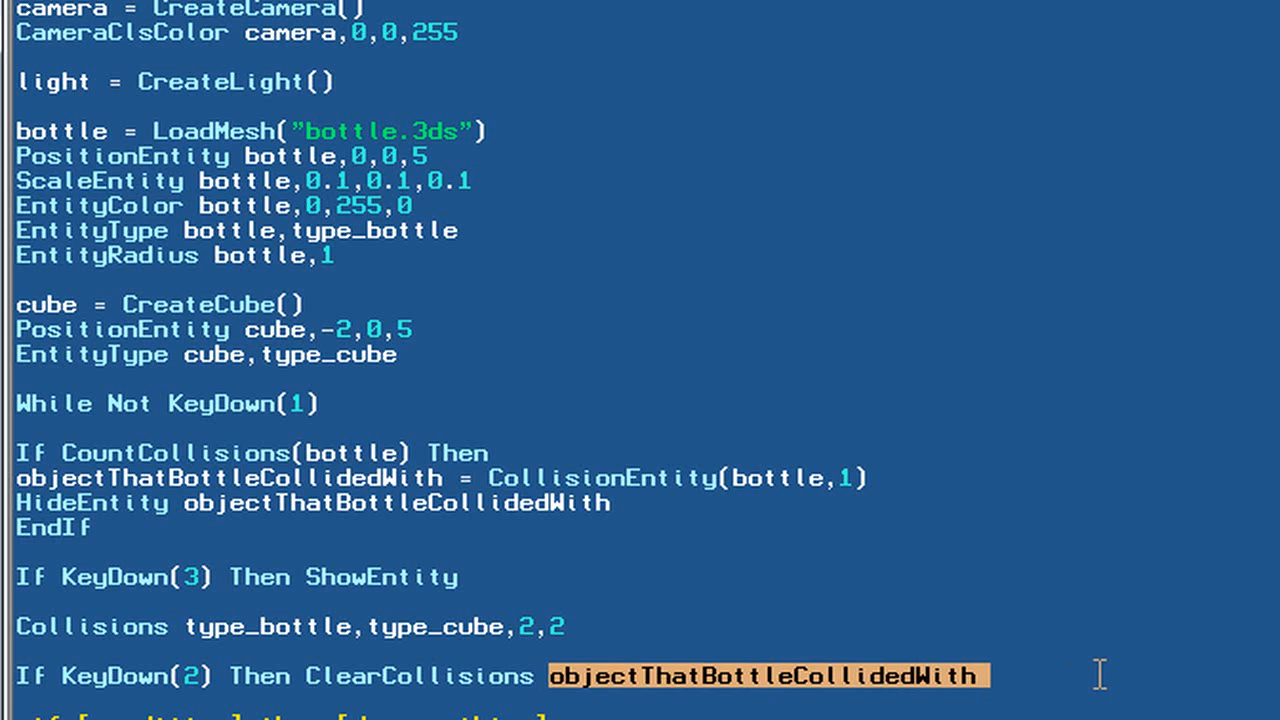 camera = CreateCamera()
CameraClsColor camera,0,0,255
light = CreateLight()
bottle = LoadMesh("bottle.3ds")
PositionEntity bottle,0,0,5
ScaleEntity bottle,0.1,0.1,0.1
EntityColor bottle,0,255,0
EntityType bottle,type_bottle
EntityRadius bottle,1
cube = CreateCube()
PositionEntity cube,-2,0,5
EntityType cube,type_cube
While Not KeyDown(1)
If CountCollisions(bottle) Then
objectThatBottleCollidedWith = CollisionEntity(bottle,1)
HideEntity objectThatBottleCollidedWith
EndIf
If KeyDown(3) Then ShowEntity
Collisions type_bottle,type_cube,2,2
If KeyDown(2) Then ClearCollisions objectThatBottleCollidedWith